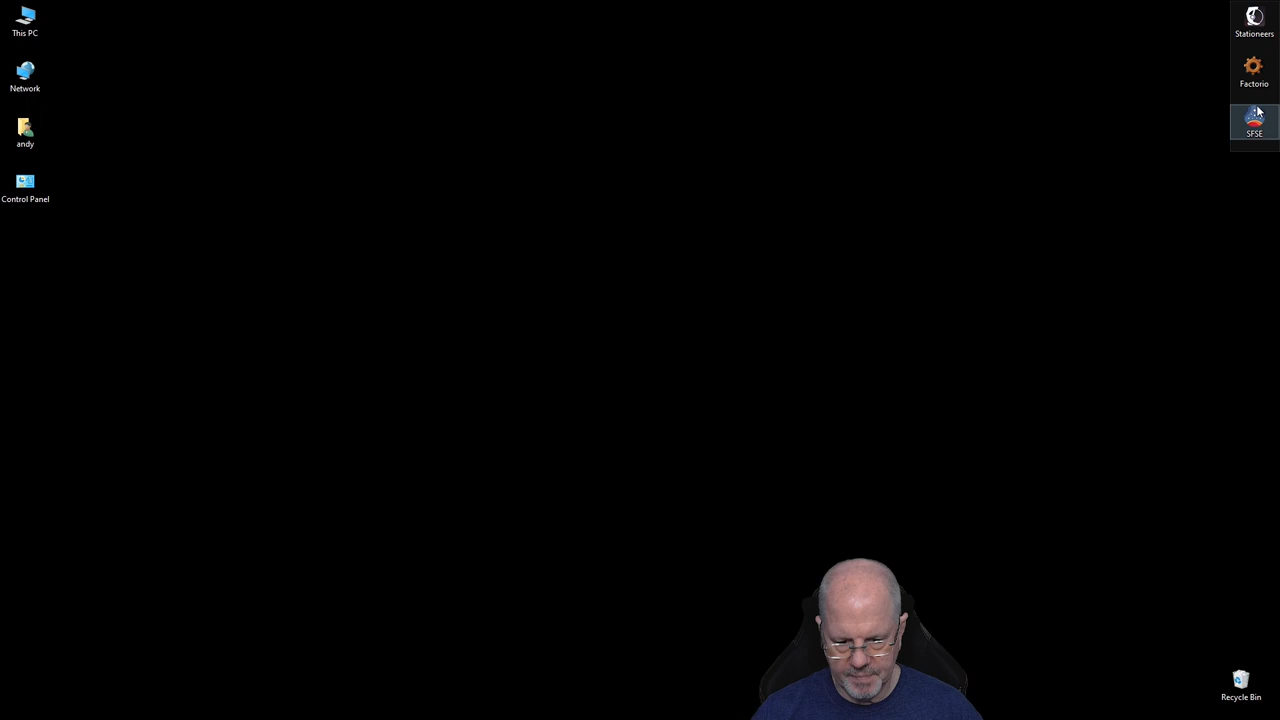 This PC
Network
andy
Control Panel
Stationeers
Factorio
SFSE
Recycle Bin